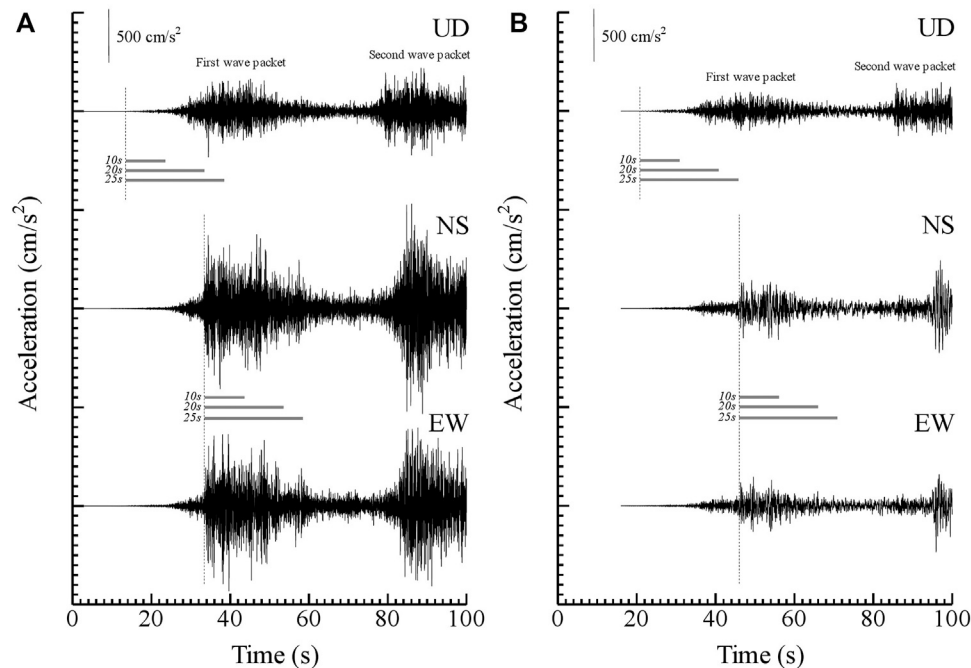 A
UD
500 cm/s²
First wave packet
Second wave packet
10s
20s
25s
NS
10s
20s
25s
EW
Acceleration (cm/s²)
0
20
40
60
80
100
Time (s)
B
UD
500 cm/s²
First wave packet
Second wave packet
10s
20s
25s
NS
10s
20s
25s
EW
Acceleration (cm/s²)
0
20
40
60
80
100
Time (s)